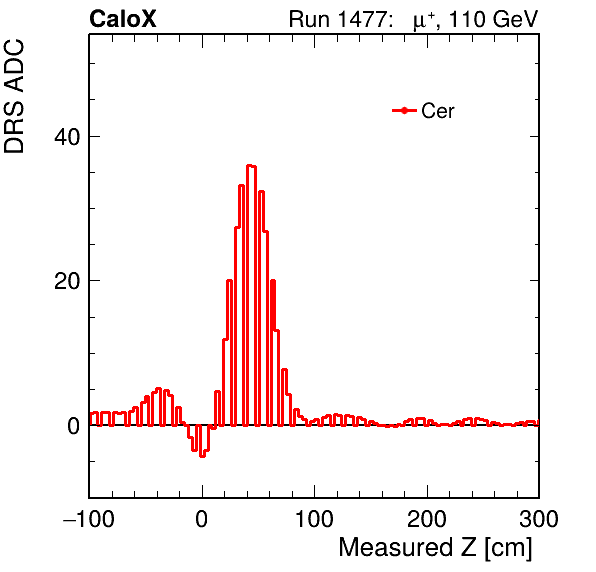 CaloX Run 1477: μ⁺, 110 GeV
DRS ADC
Cer
40
20
0
−100 0 100 200 300
Measured Z [cm]